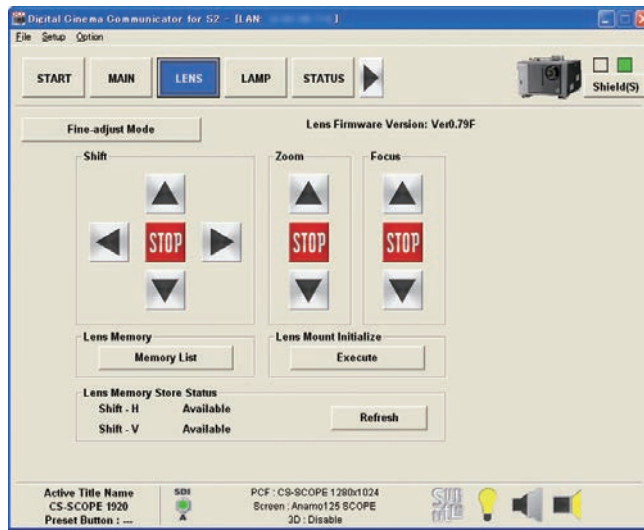 Digital Cinema Communicator for S2 - [LAN: ]
File Setup Option
START MAIN LENS LAMP STATUS
Shield(S)
Fine-adjust Mode
Lens Firmware Version: Ver0.79F
Shift Zoom Focus
STOP STOP STOP
Lens Memory Lens Mount Initialize
Memory List Execute
Lens Memory Store Status
Shift - H Available
Refresh
Shift - V Available
Active Title Name
CS-SCOPE 1920
Preset Button : ---
SDI
A
PCF : CS-SCOPE 1280x1024
Screen : Anamo125 SCOPE
3D : Disable